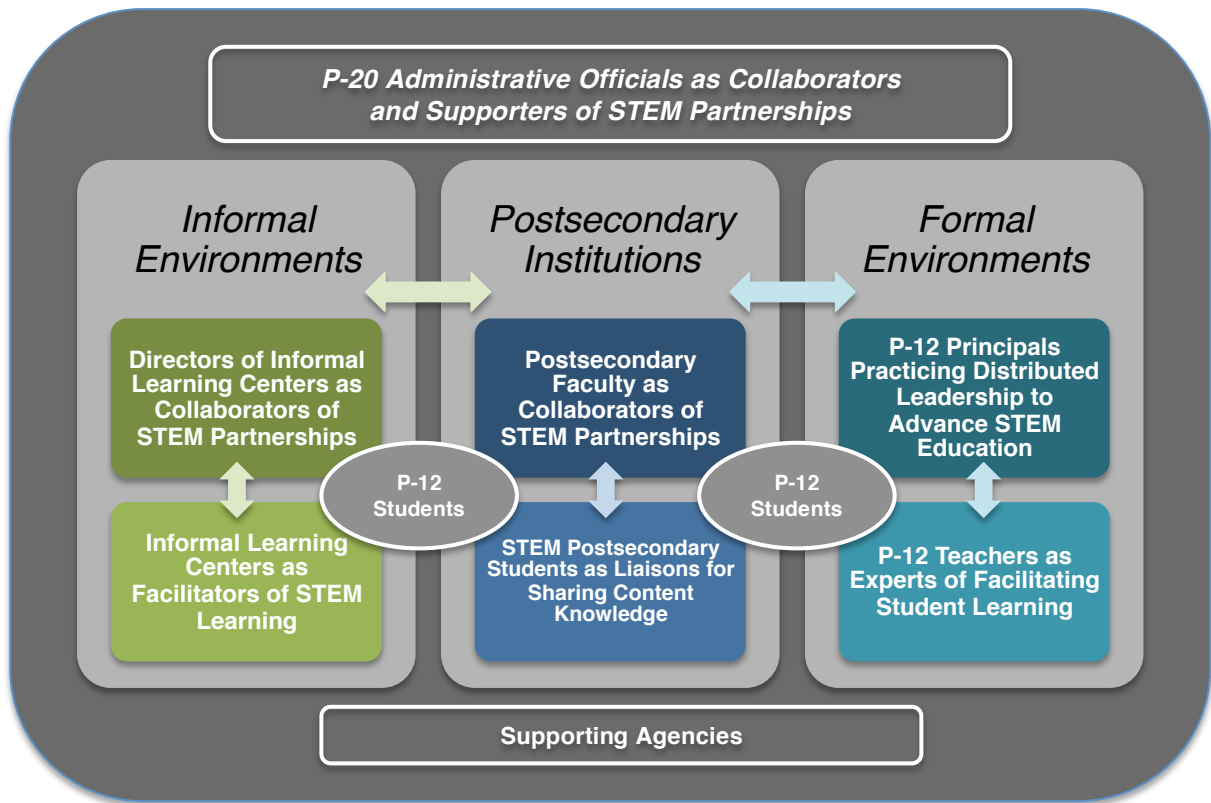 P-20 Administrative Officials as Collaborators
and Supporters of STEM Partnerships
Informal
Environments
Directors of Informal
Learning Centers as
Collaborators of
STEM Partnerships
Informal Learning
Centers as
Facilitators of STEM
Learning
P-12
Students
Postsecondary
Institutions
Postsecondary
Faculty as
Collaborators of
STEM Partnerships
STEM Postsecondary
Students as Liaisons for
Sharing Content
Knowledge
P-12
Students
Formal
Environments
P-12 Principals
Practicing Distributed
Leadership to
Advance STEM
Education
P-12 Teachers as
Experts of Facilitating
Student Learning
Supporting Agencies